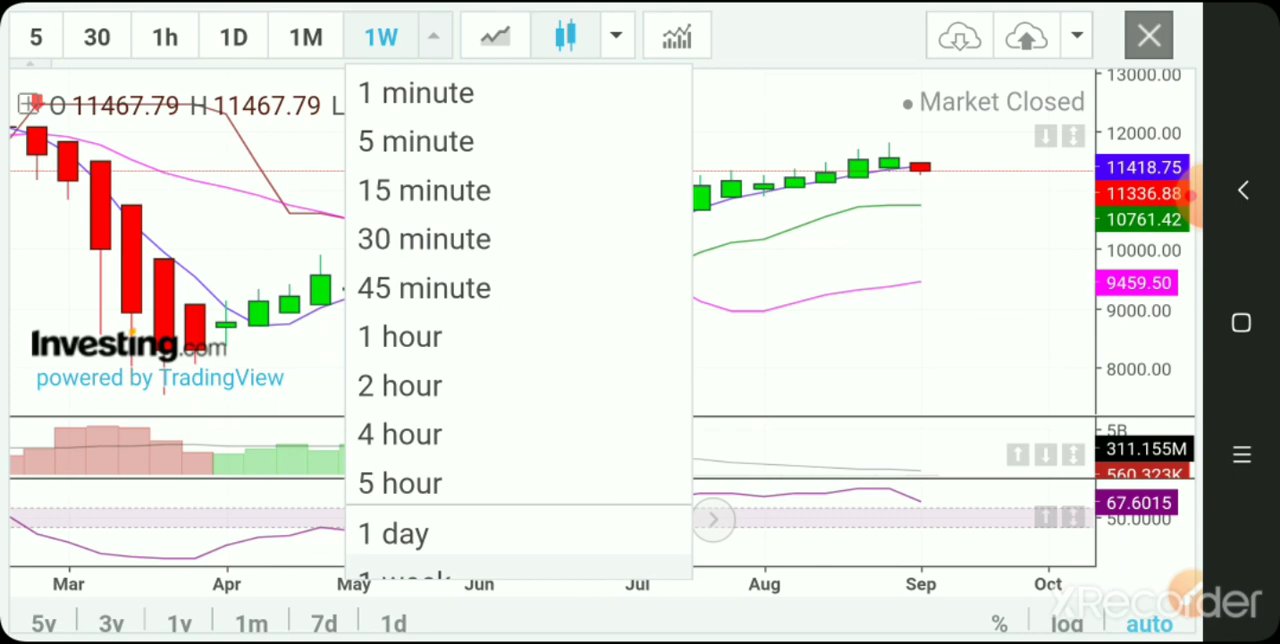 5 30 1h 1D 1M 1W
O 11467.79 H 11467.79 L
Market Closed
1 minute
5 minute
15 minute
30 minute
45 minute
1 hour
2 hour
4 hour
5 hour
1 day
1 week
13000.00
12000.00
11418.75
11336.88
10761.42
10000.00
9459.50
9000.00
8000.00
Investing.com
powered by TradingView
5B
311.155M
560.323K
67.6015
50.0000
Mar Apr May Jun Jul Aug Sep Oct
5y 3y 1y 1m 7d 1d % log auto
XRecorder